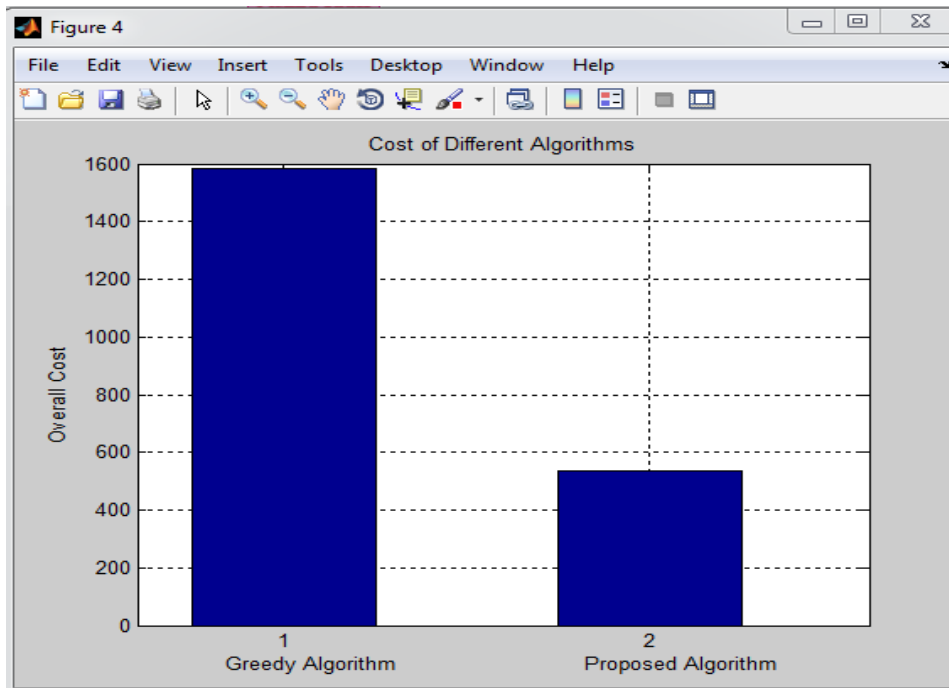 Figure 4
File Edit View Insert Tools Desktop Window Help
Cost of Different Algorithms
1600
1400
1200
1000
800
600
400
200
0
Overall Cost
1 2
Greedy Algorithm Proposed Algorithm